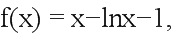 f(x) = x−lnx−1,